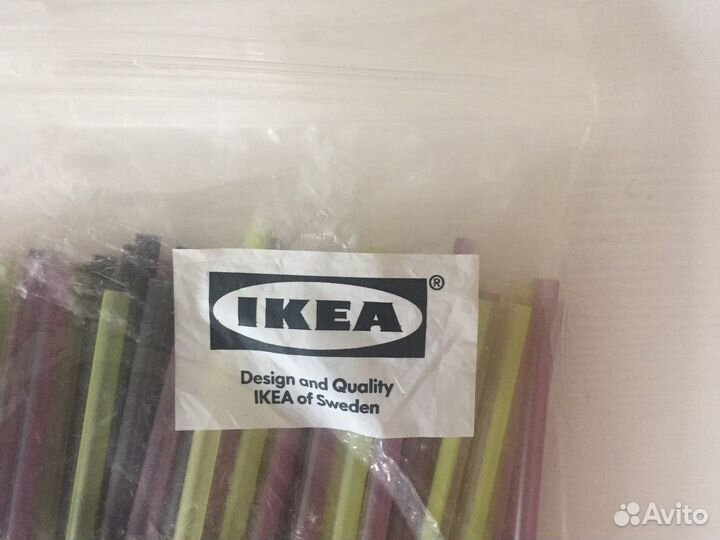 IKEA®
Design and Quality
IKEA of Sweden
Avito